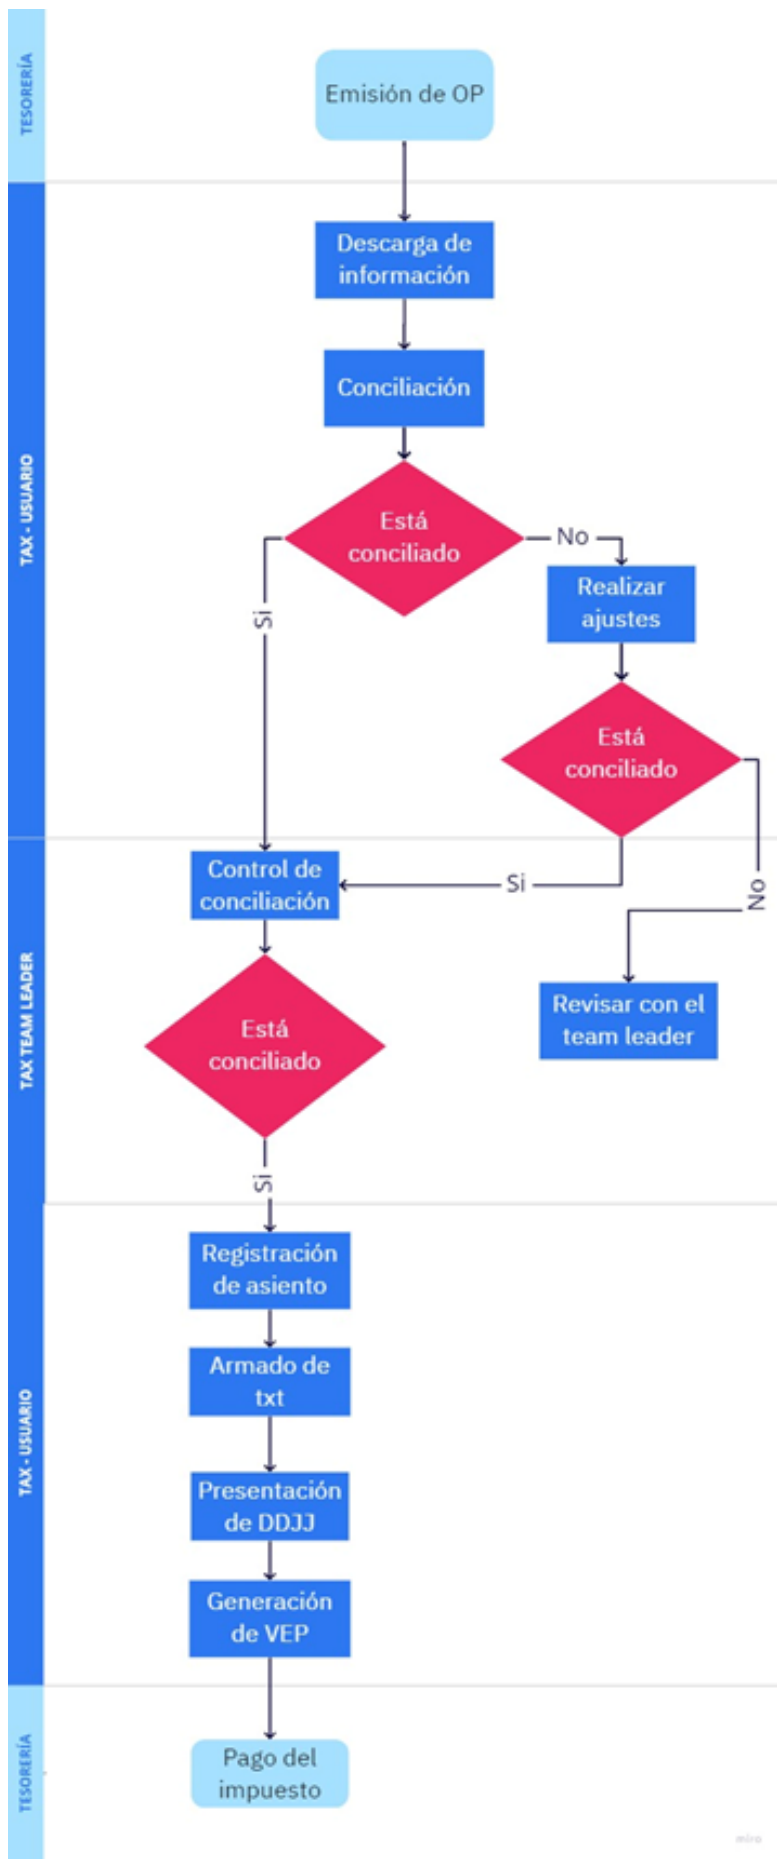 TESORERÍA
Emisión de OP
TAX - USUARIO
Descarga de
información
Conciliación
Está
conciliado
No
Si
Realizar
ajustes
Está
conciliado
TAX TEAM LEADER
Control de
conciliación
Si
No
Está
conciliado
Revisar con el
team leader
Si
TAX - USUARIO
Registración
de asiento
Armado de
txt
Presentación
de DDJJ
Generación
de VEP
TESORERÍA
Pago del
impuesto
miro